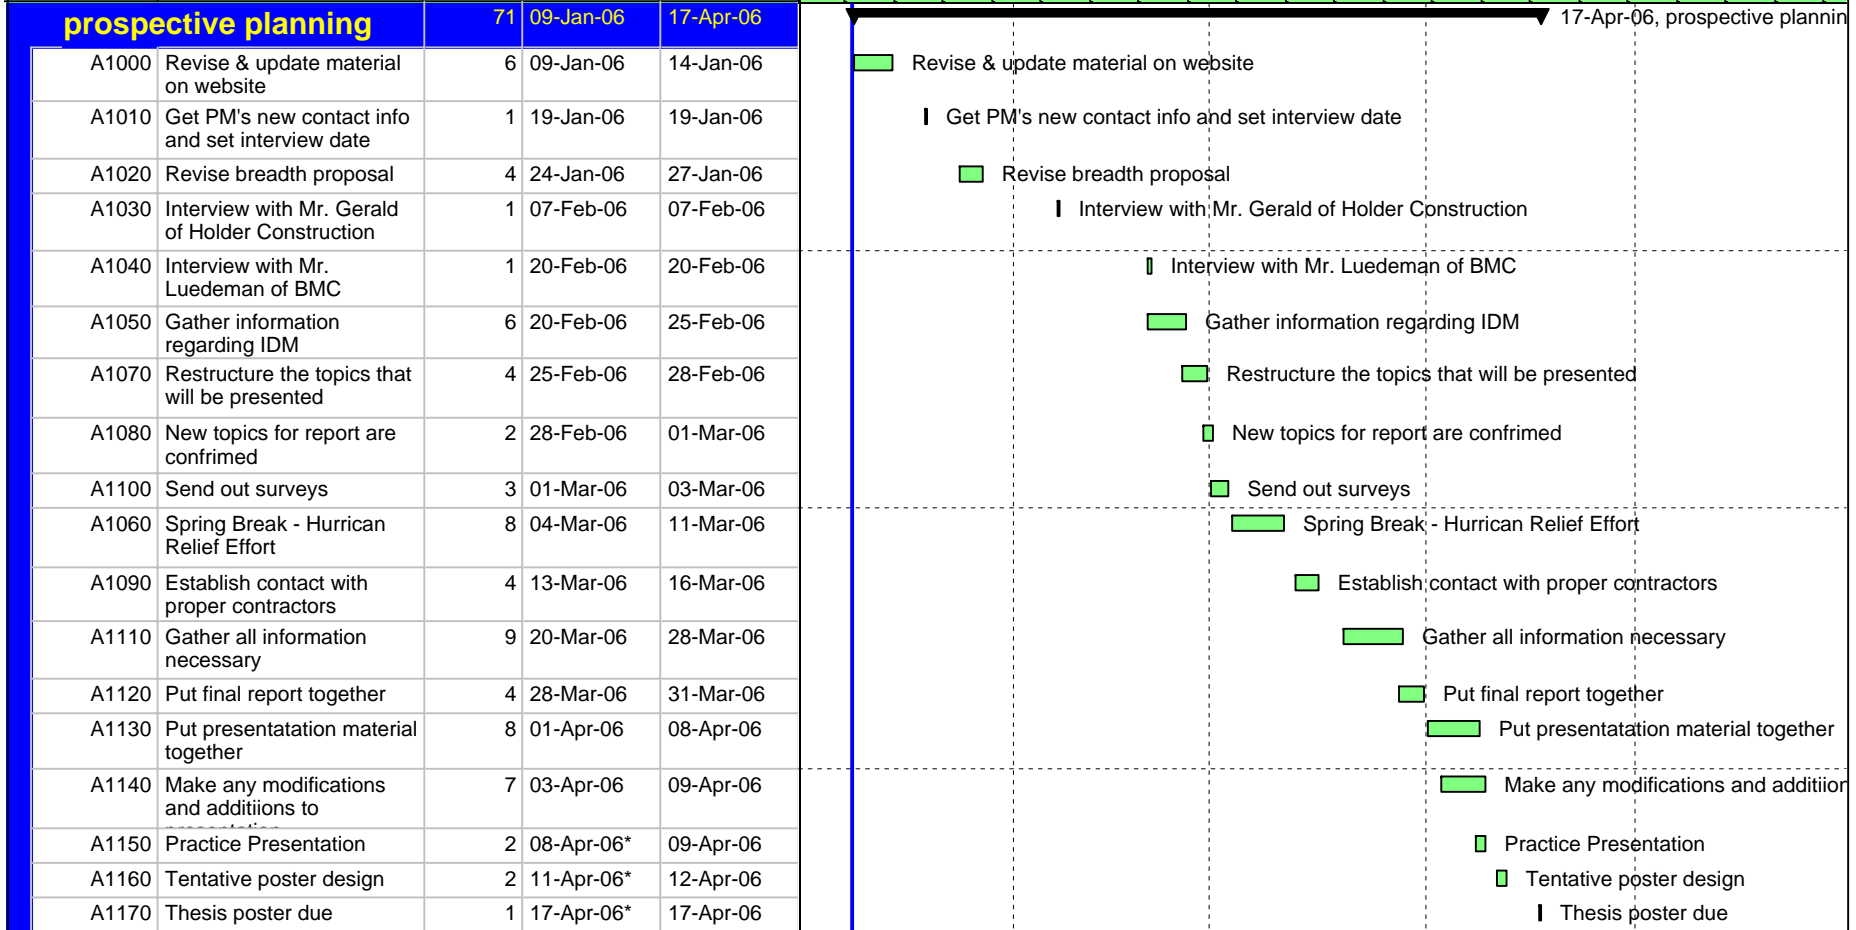 prospective planning 71 09-Jan-06 17-Apr-06 17-Apr-06, prospective plannin
A1000 Revise & update material 6 09-Jan-06 14-Jan-06 Revise & update material on website
on website
A1010 Get PM's new contact info 1 19-Jan-06 19-Jan-06 Get PM's new contact info and set interview date
and set interview date
A1020 Revise breadth proposal 4 24-Jan-06 27-Jan-06 Revise breadth proposal
A1030 Interview with Mr. Gerald 1 07-Feb-06 07-Feb-06 Interview with Mr. Gerald of Holder Construction
of Holder Construction
A1040 Interview with Mr. 1 20-Feb-06 20-Feb-06 Interview with Mr. Luedeman of BMC
Luedeman of BMC
A1050 Gather information 6 20-Feb-06 25-Feb-06 Gather information regarding IDM
regarding IDM
A1070 Restructure the topics that 4 25-Feb-06 28-Feb-06 Restructure the topics that will be presented
will be presented
A1080 New topics for report are 2 28-Feb-06 01-Mar-06 New topics for report are confrimed
confrimed
A1100 Send out surveys 3 01-Mar-06 03-Mar-06 Send out surveys
A1060 Spring Break - Hurrican 8 04-Mar-06 11-Mar-06 Spring Break - Hurrican Relief Effort
Relief Effort
A1090 Establish contact with 4 13-Mar-06 16-Mar-06 Establish contact with proper contractors
proper contractors
A1110 Gather all information 9 20-Mar-06 28-Mar-06 Gather all information necessary
necessary
A1120 Put final report together 4 28-Mar-06 31-Mar-06 Put final report together
A1130 Put presentatation material 8 01-Apr-06 08-Apr-06 Put presentatation material together
together
A1140 Make any modifications 7 03-Apr-06 09-Apr-06 Make any modifications and additiion
and additiions to
A1150 Practice Presentation 2 08-Apr-06* 09-Apr-06 Practice Presentation
A1160 Tentative poster design 2 11-Apr-06* 12-Apr-06 Tentative poster design
A1170 Thesis poster due 1 17-Apr-06* 17-Apr-06 Thesis poster due